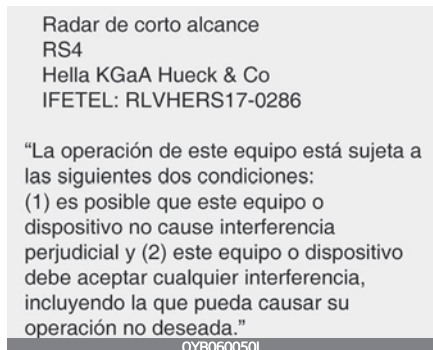 Radar de corto alcance
RS4
Hella KGaA Hueck & Co
IFETEL: RLVHERS17-0286
“La operación de este equipo está sujeta a
las siguientes dos condiciones:
(1) es posible que este equipo o
dispositivo no cause interferencia
perjudicial y (2) este equipo o dispositivo
debe aceptar cualquier interferencia,
incluyendo la que pueda causar su
operación no deseada.”
OYB060050L